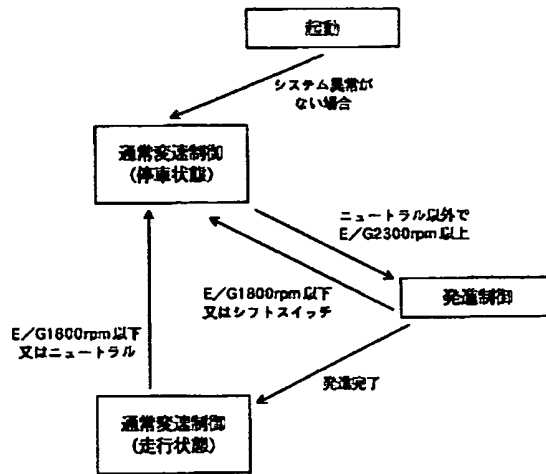 起動
システム異常が
ない場合
通常変速制御
(停車状態)
ニュートラル以外で
E/G2300rpm以上
E/G1800rpm以下
又はシフトスイッチ
発進制御
E/G1800rpm以下
又はニュートラル
発進完了
通常変速制御
(走行状態)